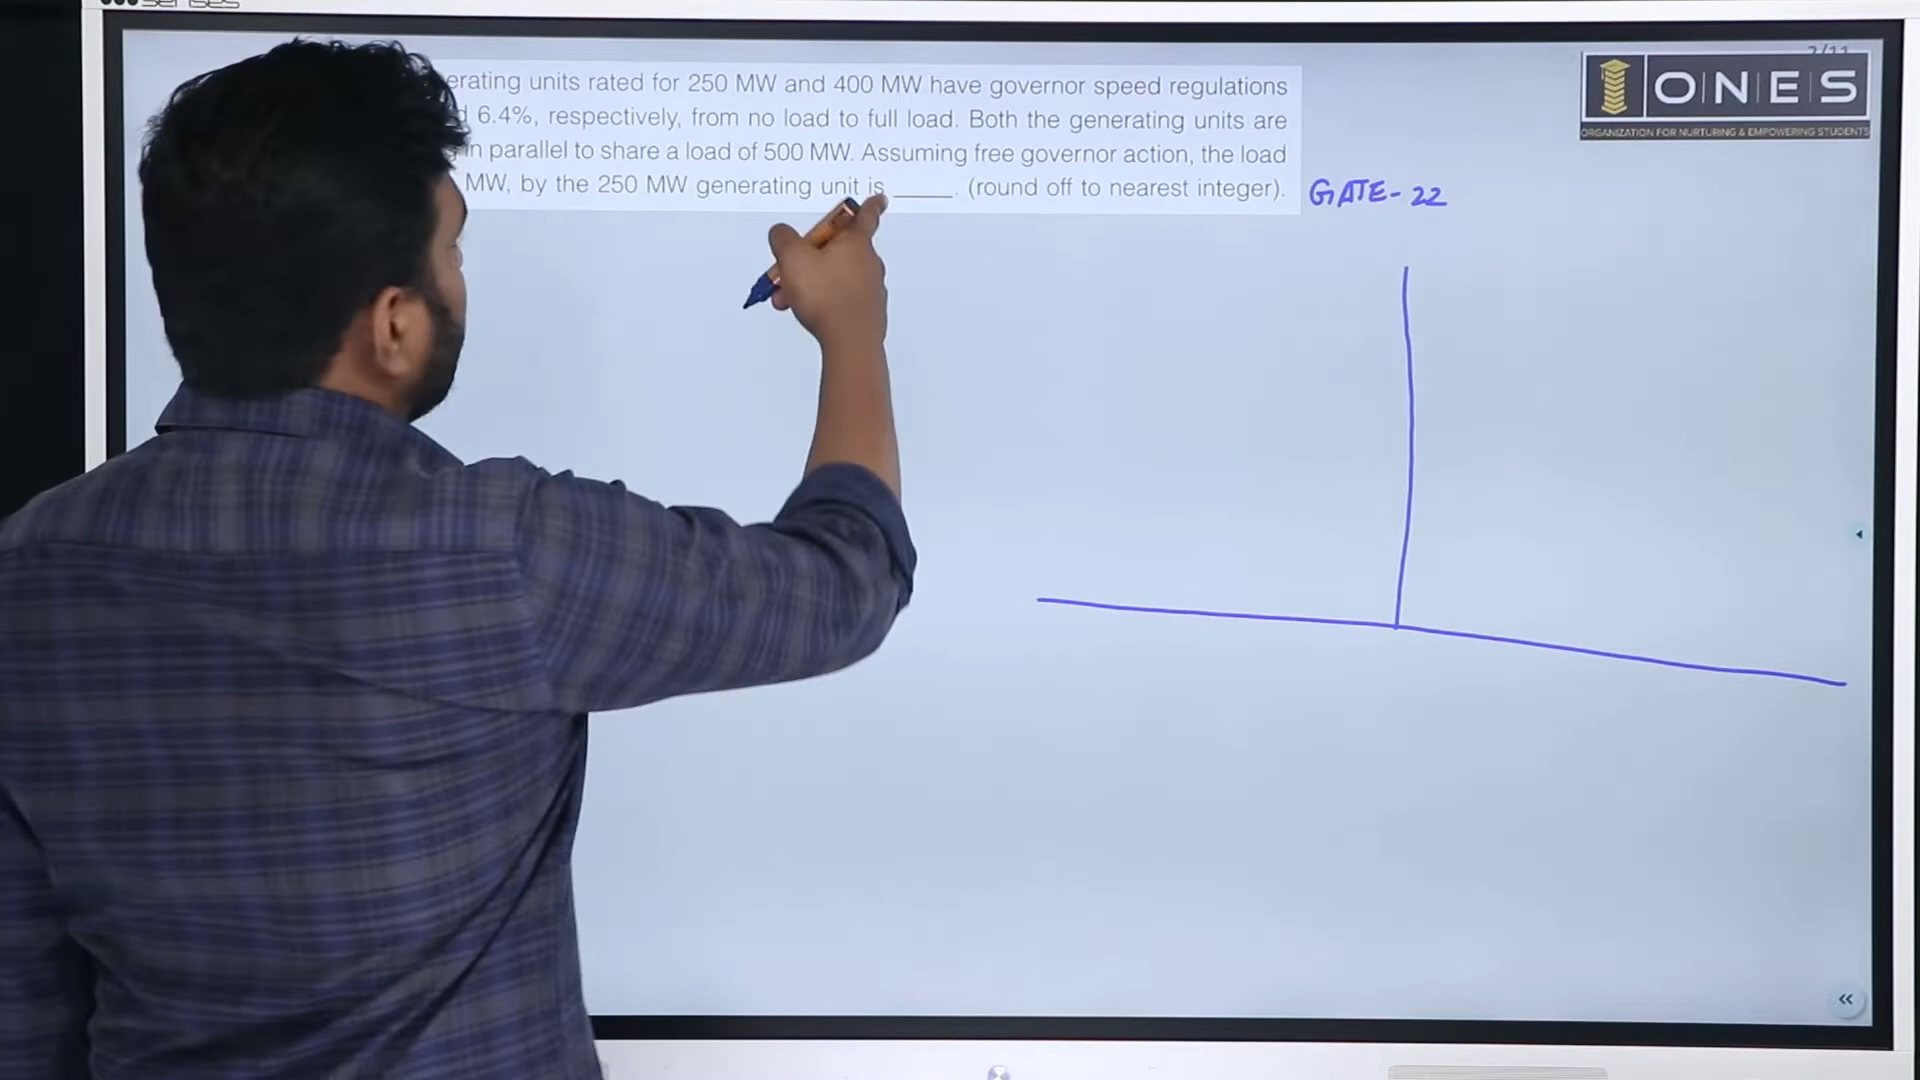 2/11
erating units rated for 250 MW and 400 MW have governor speed regulations
6.4%, respectively, from no load to full load. Both the generating units are
in parallel to share a load of 500 MW. Assuming free governor action, the load
MW, by the 250 MW generating unit is _____. (round off to nearest integer). GATE-22
ONES
ORGANIZATION FOR NURTURING & EMPOWERING STUDENTS